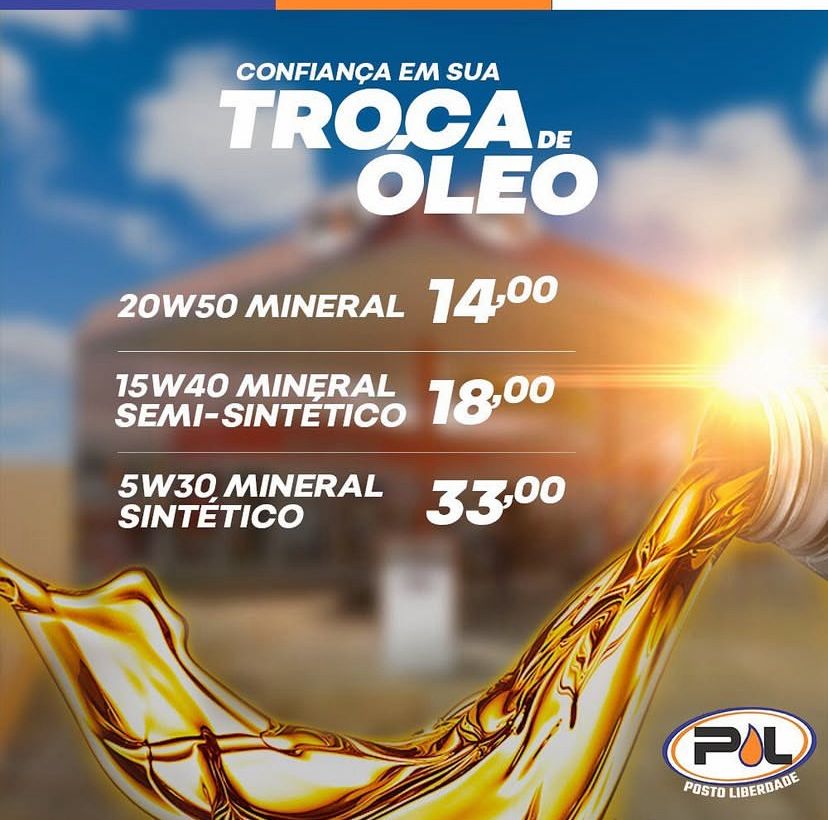 CONFIANÇA EM SUA
TROCA DE
ÓLEO
20W50 MINERAL 14,00
15W40 MINERAL
SEMI-SINTÉTICO 18,00
5W30 MINERAL
SINTÉTICO 33,00
PL
POSTO LIBERDADE